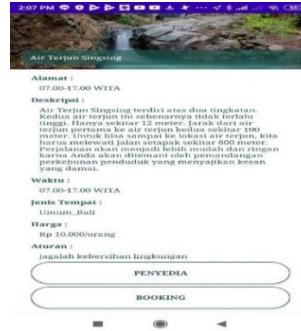 2:07 PM
Air Terjun Singsing
Alamat :
07.00-17.00 WITA
Deskripsi :
Air Terjun Singsing terdiri atas dua tingkatan.
Kedua air terjun ini sebenarnya tidak terlalu
tinggi. Hanya sekitar 12 meter. Jarak dari air
terjun pertama ke air terjun kedua sekitar 100
meter. Untuk bisa sampai ke lokasi air terjun, kita
harus melewati jalan setapak sekitar 600 meter.
Perjalanan akan menjadi lebih mudah dan ringan
karna Anda akan ditemani oleh pemandangan
perkebunan penduduk yang menyajikan kesan
yang damai.
Waktu :
07.00-17.00 WITA
Jenis Tempat :
Umum_Bali
Harga :
Rp 10.000/orang
Aturan :
jagalah kebersihan lingkungan
PENYEDIA
BOOKING